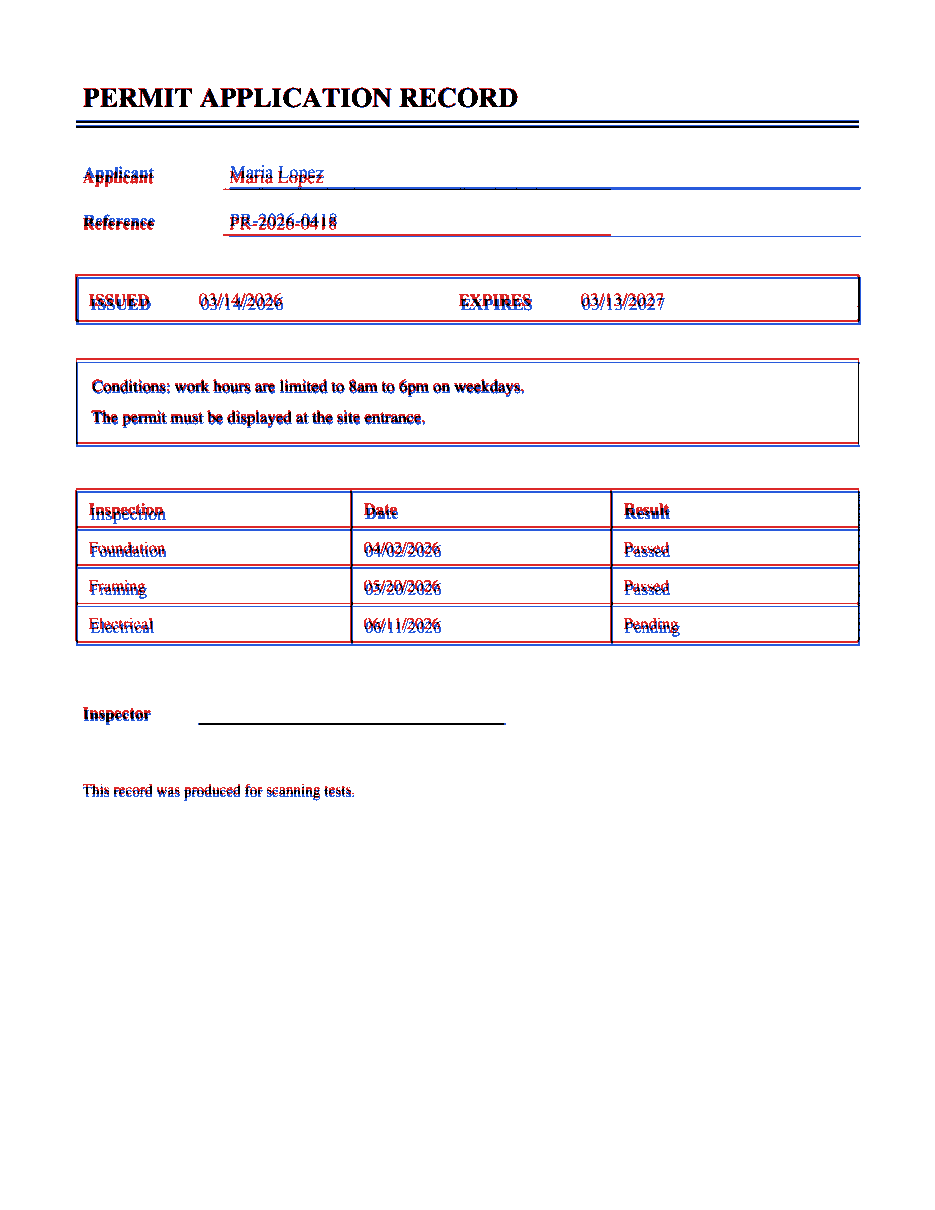 PERMIT APPLICATION RECORD
Applicant Maria Lopez
Reference PR-2026-0418
ISSUED 03/14/2026 EXPIRES 03/13/2027
Conditions: work hours are limited to 8am to 6pm on weekdays.
The permit must be displayed at the site entrance.
Inspection Date Result
Foundation 04/02/2026 Passed
Framing 05/20/2026 Passed
Electrical 06/11/2026 Pending
Inspector
This record was produced for scanning tests.